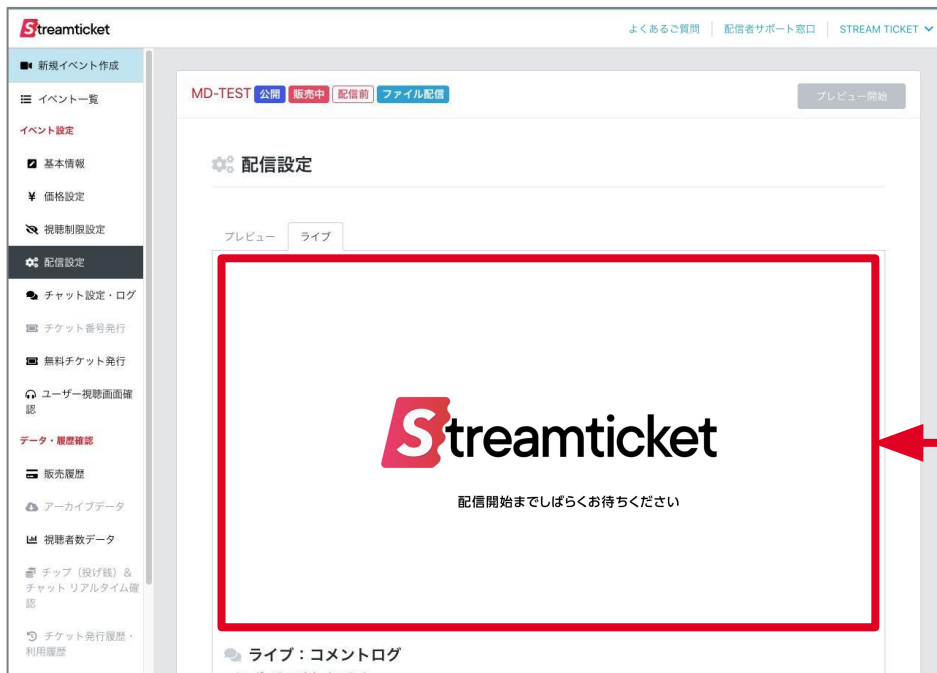 Streamticket
よくあるご質問 配信者サポート窓口 STREAM TICKET
新規イベント作成
イベント一覧
イベント設定
基本情報
¥ 価格設定
視聴制限設定
配信設定
チャット設定・ログ
チケット番号発行
無料チケット発行
ユーザー視聴画面確
認
データ・履歴確認
販売履歴
アーカイブデータ
視聴者数データ
チップ（投げ銭）&
チャット リアルタイム確
認
チケット発行履歴・
利用履歴
MD-TEST 公開 販売中 配信前 ファイル配信
プレビュー開始
配信設定
プレビュー ライブ
Streamticket
配信開始までしばらくお待ちください
ライブ：コメントログ